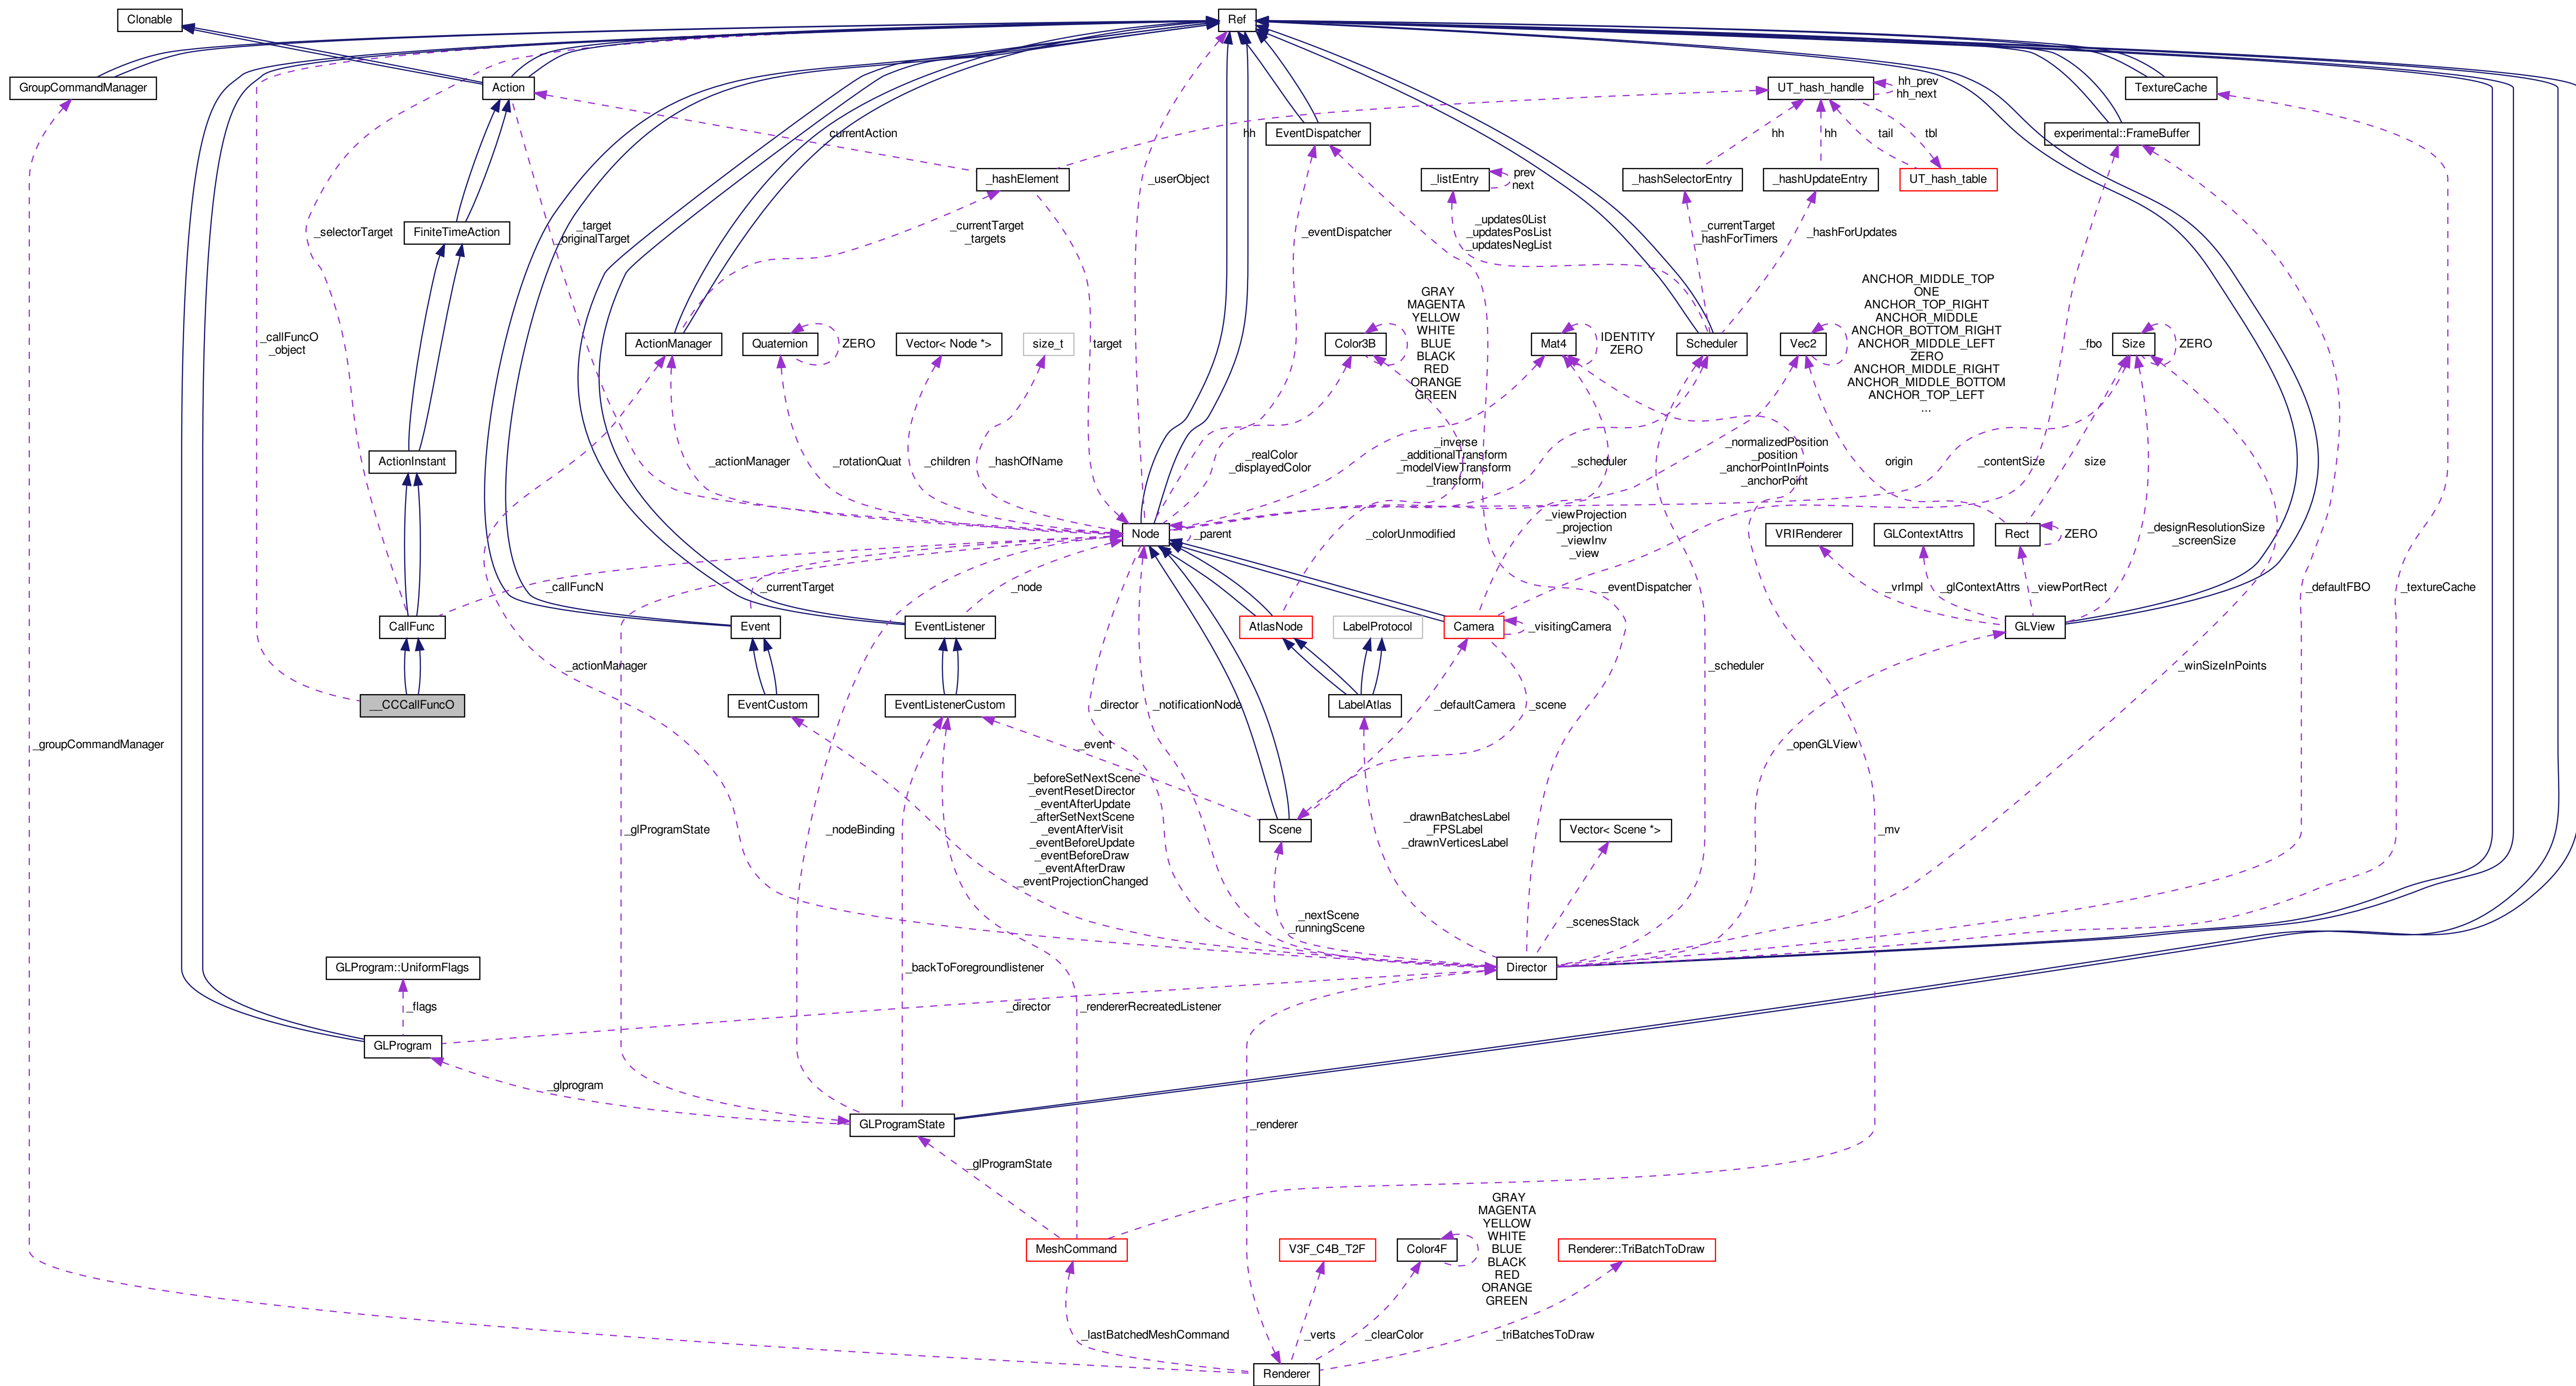 Clonable
Ref
GroupCommandManager
Action
UT_hash_handle
hh_prev
hh_next
TextureCache
currentAction
hh
EventDispatcher
hh
hh
tail
tbl
experimental::FrameBuffer
_hashElement
_userObject
_listEntry
prev
next
_hashSelectorEntry
_hashUpdateEntry
UT_hash_table
_selectorTarget
FiniteTimeAction
_target
_originalTarget
_currentTarget
_targets
_eventDispatcher
_updates0List
_updatesPosList
_updatesNegList
_currentTarget
_hashForTimers
_hashForUpdates
_callFuncO
_object
ActionManager
Quaternion
ZERO
Vector< Node *>
size_t
target
Color3B
GRAY
MAGENTA
YELLOW
WHITE
BLUE
BLACK
RED
ORANGE
GREEN
Mat4
IDENTITY
ZERO
Scheduler
Vec2
ANCHOR_MIDDLE_TOP
ONE
ANCHOR_TOP_RIGHT
ANCHOR_MIDDLE
ANCHOR_BOTTOM_RIGHT
ANCHOR_MIDDLE_LEFT
ZERO
ANCHOR_MIDDLE_RIGHT
ANCHOR_MIDDLE_BOTTOM
ANCHOR_TOP_LEFT
...
_fbo
Size
ZERO
ActionInstant
_actionManager
_rotationQuat
_children
_hashOfName
_realColor
_displayedColor
_inverse
_additionalTransform
_modelViewTransform
_transform
_scheduler
_normalizedPosition
_position
_anchorPointInPoints
_anchorPoint
origin
_contentSize
size
Node
_parent
_colorUnmodified
_viewProjection
_projection
_viewInv
_view
VRIRenderer
GLContextAttrs
Rect
ZERO
_designResolutionSize
_screenSize
_callFuncN
_currentTarget
_node
_eventDispatcher
_vrImpl
_glContextAttrs
_viewPortRect
_defaultFBO
_textureCache
CallFunc
Event
EventListener
AtlasNode
LabelProtocol
Camera
_visitingCamera
GLView
_actionManager
_scheduler
_winSizeInPoints
__CCCallFuncO
EventCustom
EventListenerCustom
_director
_notificationNode
LabelAtlas
_defaultCamera
_scene
_groupCommandManager
_event
_openGLView
_glProgramState
_nodeBinding
_beforeSetNextScene
_eventResetDirector
_eventAfterUpdate
_afterSetNextScene
_eventAfterVisit
_eventBeforeUpdate
_eventBeforeDraw
_eventAfterDraw
_eventProjectionChanged
Scene
_drawnBatchesLabel
_FPSLabel
_drawnVerticesLabel
Vector< Scene *>
_mv
_nextScene
_runningScene
_scenesStack
GLProgram::UniformFlags
_backToForegroundlistener
Director
_flags
_director
_rendererRecreatedListener
GLProgram
_glprogram
GLProgramState
_renderer
_glProgramState
GRAY
MAGENTA
YELLOW
WHITE
BLUE
BLACK
RED
ORANGE
GREEN
MeshCommand
V3F_C4B_T2F
Color4F
Renderer::TriBatchToDraw
_lastBatchedMeshCommand
_verts
_clearColor
_triBatchesToDraw
Renderer